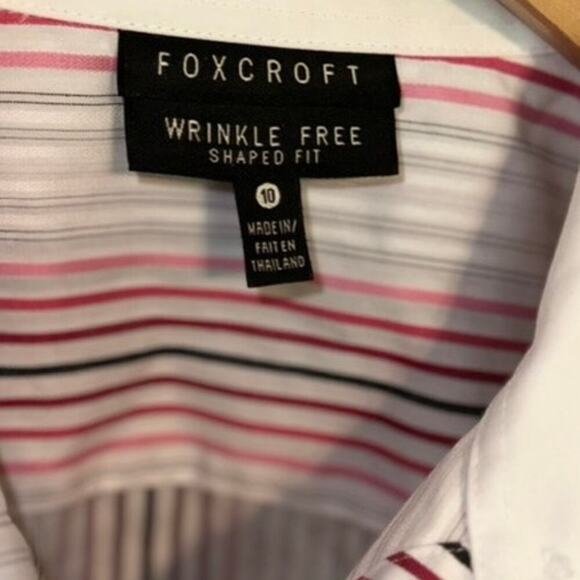 FOXCROFT
WRINKLE FREE
SHAPED FIT
10
MADE IN/
FAIT EN
THAILAND